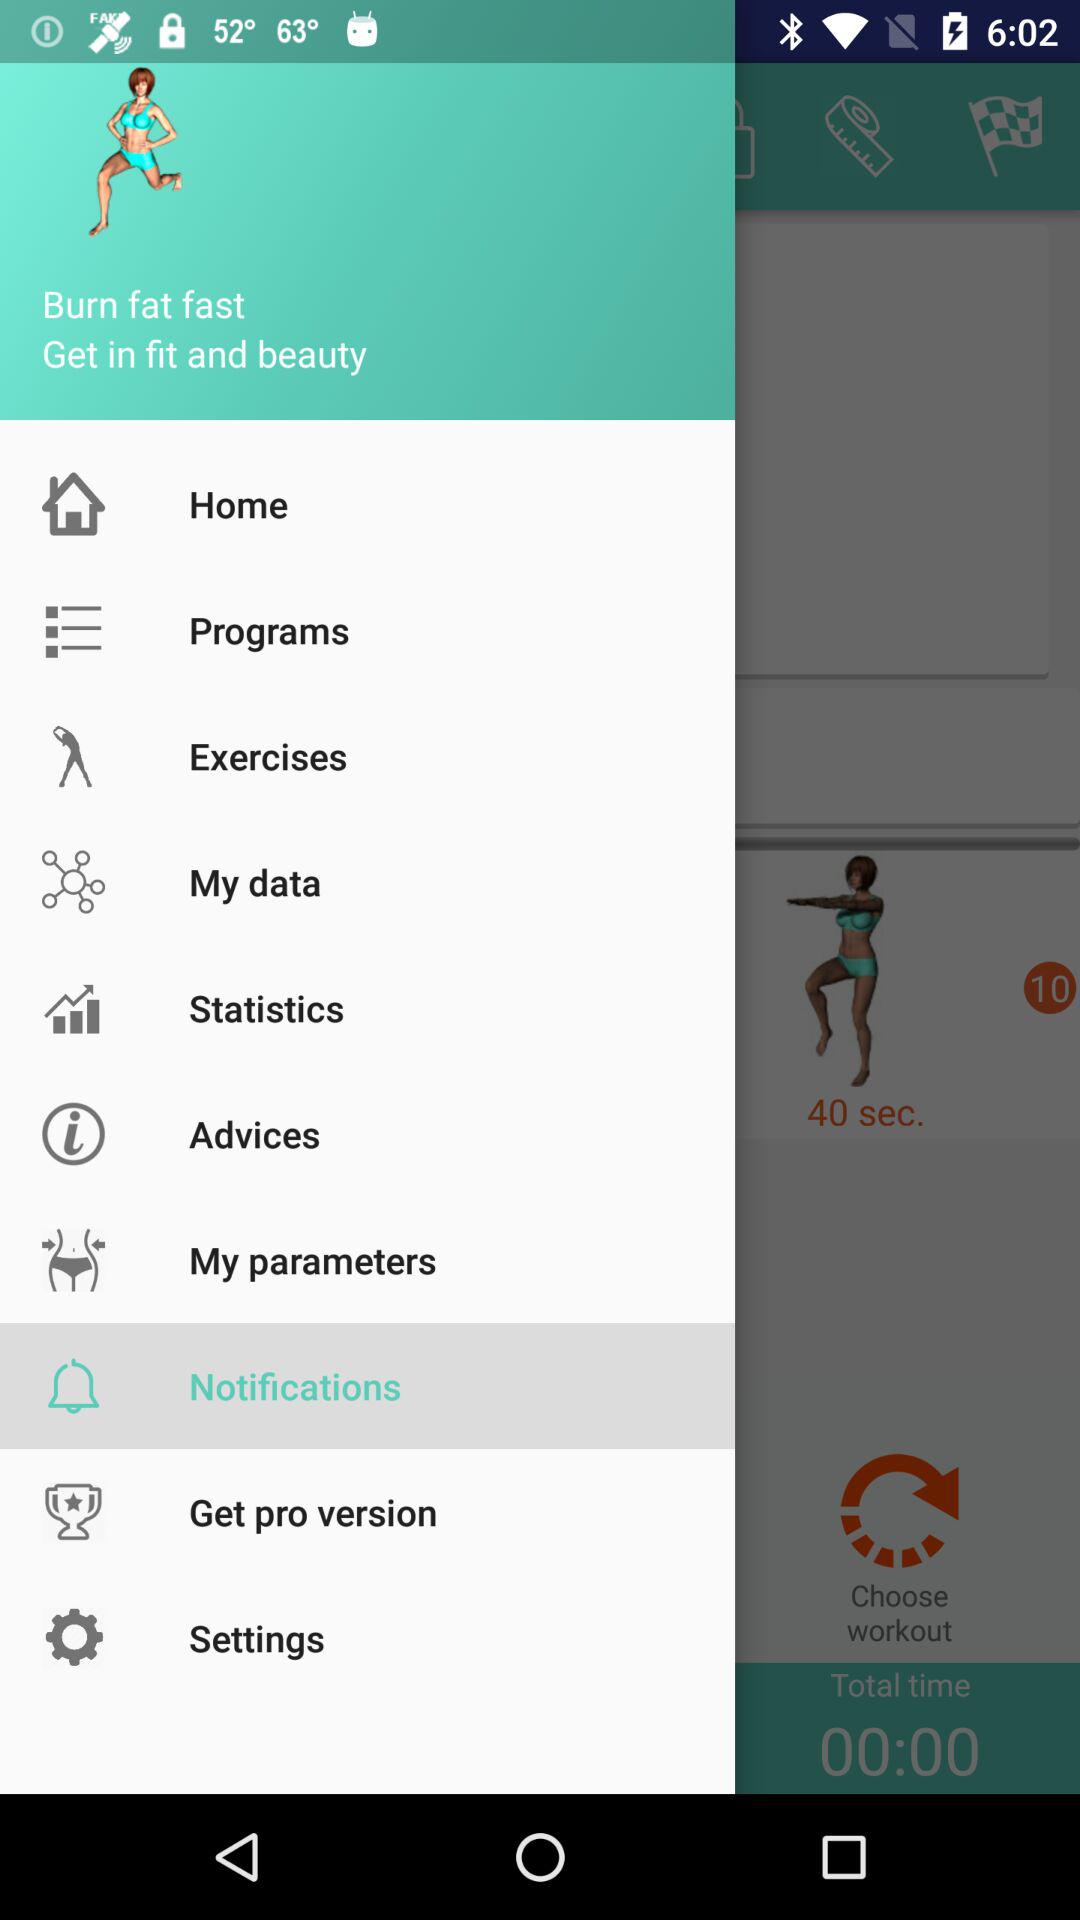 FAKE 52° 63° 6:02
Burn fat fast
Get in fit and beauty
Home
Programs
Exercises
My data
Statistics
Advices
My parameters
Notifications
Get pro version
Settings
10
40 sec.
Choose
workout
Total time
00:00